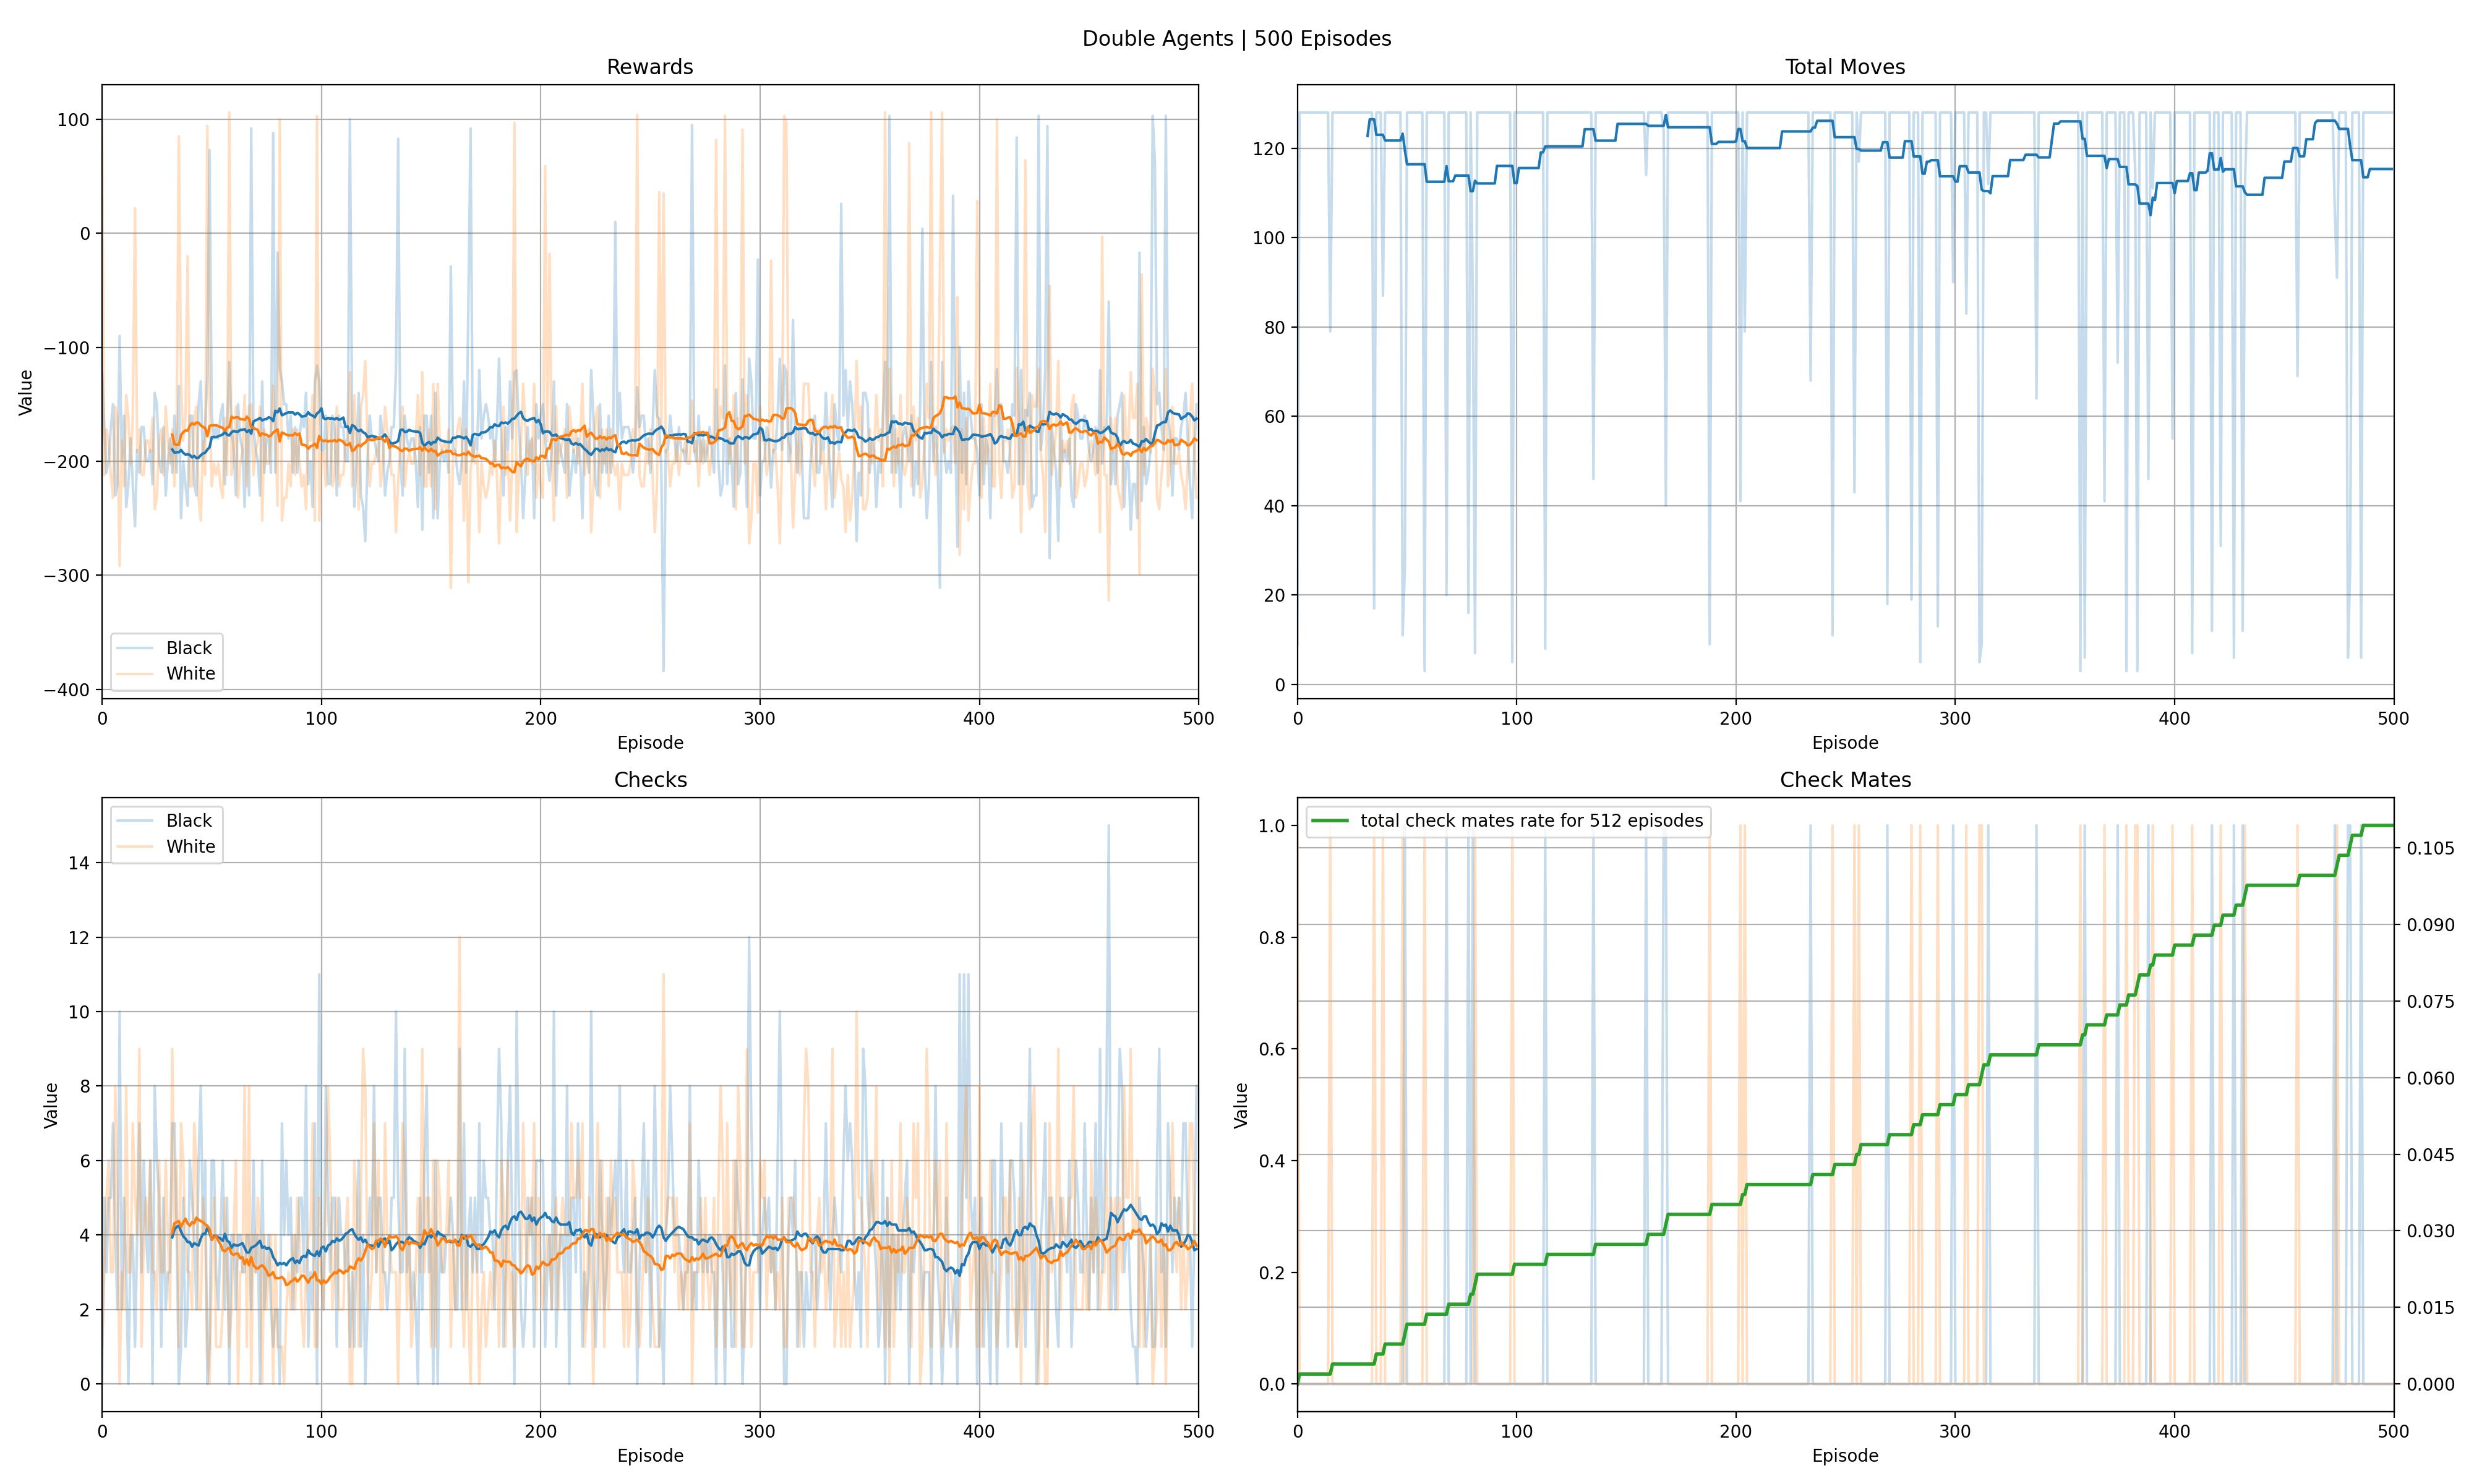 Double Agents | 500 Episodes
Rewards
Value
100
0
−100
−200
−300
−400
Black
White
0 100 200 300 400 500
Episode
Total Moves
120
100
80
60
40
20
0
0 100 200 300 400 500
Episode
Checks
Value
14
12
10
8
6
4
2
0
Black
White
0 100 200 300 400 500
Episode
Check Mates
Value
1.0
0.8
0.6
0.4
0.2
0.0
total check mates rate for 512 episodes
0.105
0.090
0.075
0.060
0.045
0.030
0.015
0.000
0 100 200 300 400 500
Episode